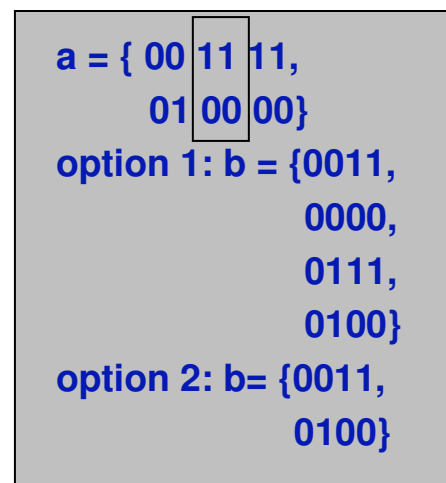 a = { 00 11 11,
01 00 00}
option 1: b = {0011,
0000,
0111,
0100}
option 2: b= {0011,
0100}